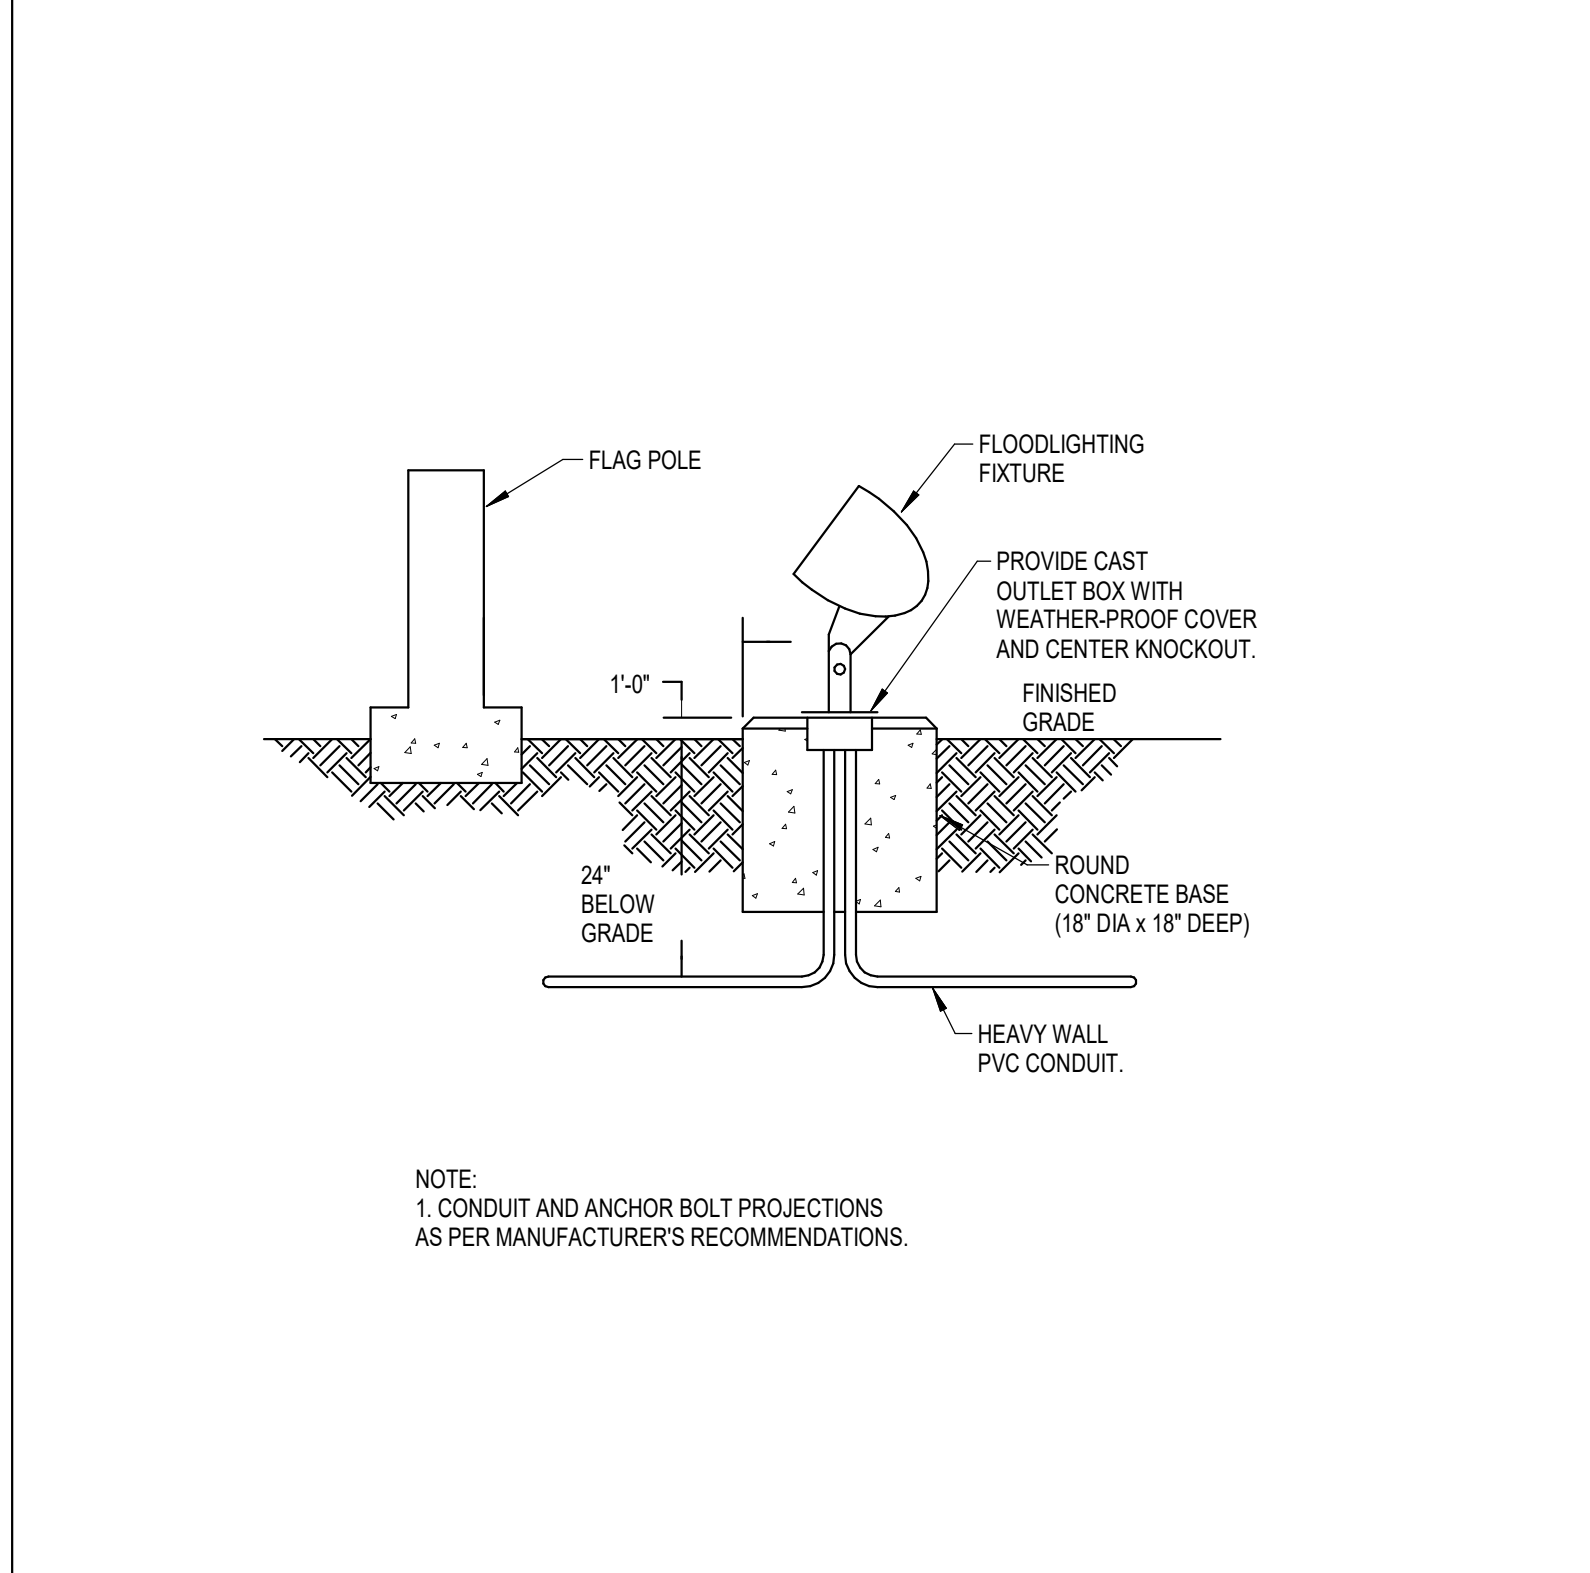 FLAG POLE
FLOODLIGHTING
FIXTURE
PROVIDE CAST
OUTLET BOX WITH
WEATHER-PROOF COVER
AND CENTER KNOCKOUT.
1'-0"
FINISHED
GRADE
24"
BELOW
GRADE
ROUND
CONCRETE BASE
(18" DIA x 18" DEEP)
HEAVY WALL
PVC CONDUIT.
NOTE:
1. CONDUIT AND ANCHOR BOLT PROJECTIONS
AS PER MANUFACTURER'S RECOMMENDATIONS.